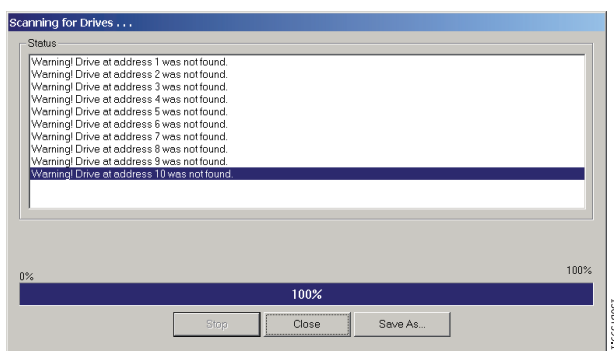 Scanning for Drives . . .
Status
Warning! Drive at address 1 was not found.
Warning! Drive at address 2 was not found.
Warning! Drive at address 3 was not found.
Warning! Drive at address 4 was not found.
Warning! Drive at address 5 was not found.
Warning! Drive at address 6 was not found.
Warning! Drive at address 7 was not found.
Warning! Drive at address 8 was not found.
Warning! Drive at address 9 was not found.
Warning! Drive at address 10 was not found.
0%
100%
100%
Stop
Close
Save As...